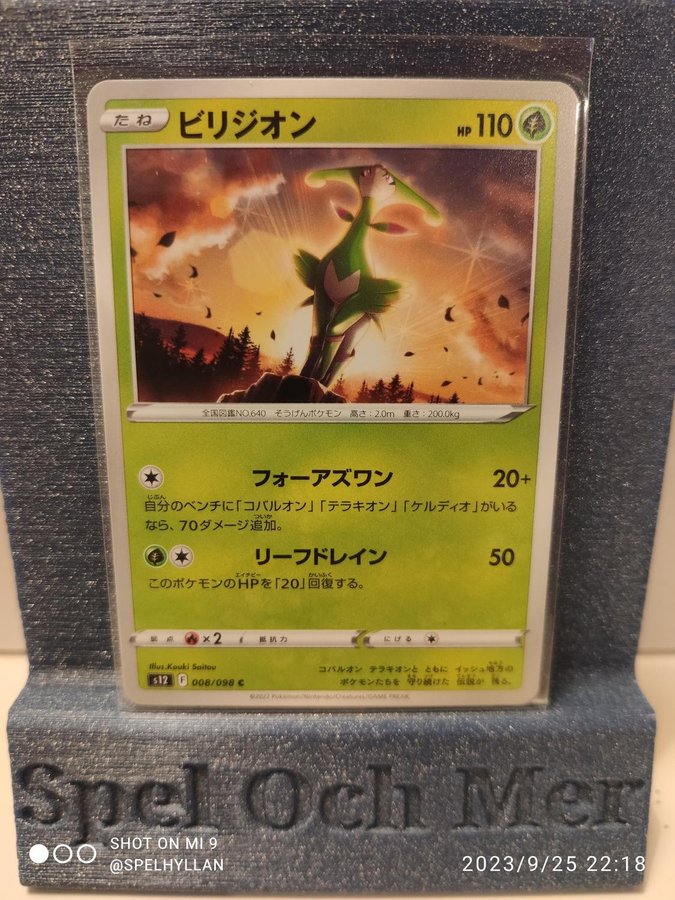 たね ビリジオン HP 110
全国図鑑NO.640 そうげんポケモン 高さ：2.0m 重さ：200.0kg
フォーアズワン 20+
自分のベンチに「コバルオン」「テラキオン」「ケルディオ」がいる
なら、70ダメージ追加。
リーフドレイン 50
このポケモンのHPを「20」回復する。
弱点 ×2 抵抗力 にげる
Illus.Kouki Saitou
s12 F 008/098 C
コバルオン テラキオンと ともに イッシュ地方の
ポケモンたちを 守り続けた 伝説が 残る。
©2022 Pokémon/Nintendo/Creatures/GAME FREAK.
Spel Och Mer
SHOT ON MI 9
@SPELHYLLAN
2023/9/25 22:18